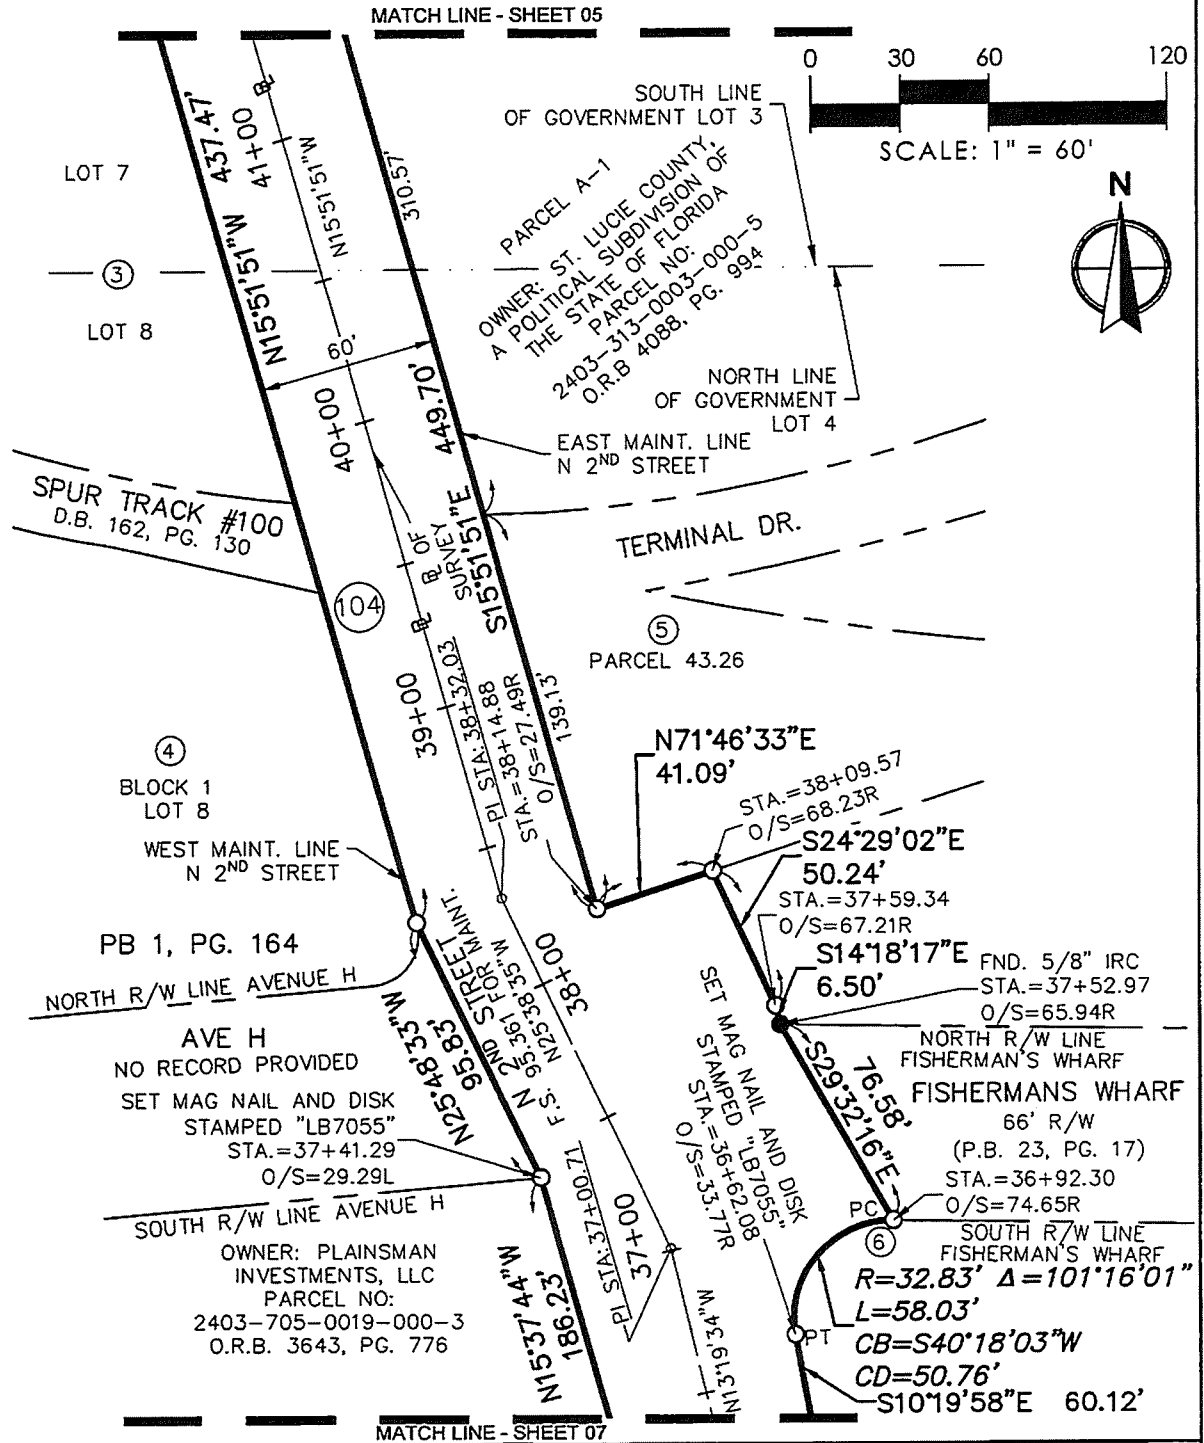 MATCH LINE - SHEET 05
0 30 60 120
SCALE: 1" = 60'
N
SOUTH LINE
OF GOVERNMENT LOT 3
LOT 7
437.47'
41+00
BL
N15°51'51"W
310.57'
PARCEL A-1
OWNER: ST. LUCIE COUNTY,
A POLITICAL SUBDIVISION OF
THE STATE OF FLORIDA
PARCEL NO:
2403-313-0003-000-5
O.R.B 4088, PG. 994
3
LOT 8
N15°51'51"W
60'
40+00
449.70'
NORTH LINE
OF GOVERNMENT
LOT 4
EAST MAINT. LINE
N 2ND STREET
SPUR TRACK #100
D.B. 162, PG. 130
BL OF
SURVEY
S15°51'51"E
TERMINAL DR.
104
BL
5
PARCEL 43.26
39+00
PI STA: 38+32.03
STA.=38+14.88
O/S=27.49R
139.13'
4
BLOCK 1
LOT 8
N71°46'33"E
41.09'
STA.=38+09.57
O/S=68.23R
WEST MAINT. LINE
N 2ND STREET
S24°29'02"E
50.24'
STA.=37+59.34
O/S=67.21R
PB 1, PG. 164
S14°18'17"E
6.50'
FND. 5/8" IRC
STA.=37+52.97
O/S=65.94R
NORTH R/W LINE AVENUE H
N25°48'33"W
95.83'
N 2ND STREET
F.S. 95.361 FOR MAINT.
N25°38'35"W
38+00
AVE H
NO RECORD PROVIDED
NORTH R/W LINE
FISHERMAN'S WHARF
76.58'
S29°32'16"E
FISHERMANS WHARF
66' R/W
(P.B. 23, PG. 17)
SET MAG NAIL AND DISK
STAMPED "LB7055"
STA.=37+41.29
O/S=29.29L
SET MAG NAIL AND DISK
STAMPED "LB7055"
STA.=36+62.08
O/S=33.77R
STA.=36+92.30
O/S=74.65R
PC
6
SOUTH R/W LINE
FISHERMAN'S WHARF
SOUTH R/W LINE AVENUE H
OWNER: PLAINSMAN
INVESTMENTS, LLC
PARCEL NO:
2403-705-0019-000-3
O.R.B. 3643, PG. 776
N15°37'44"W
186.23'
PI STA: 37+00.71
37+00
N13°19'34"W
PT
R=32.83' Δ=101°16'01"
L=58.03'
CB=S40°18'03"W
CD=50.76'
S10°19'58"E 60.12'
MATCH LINE - SHEET 07